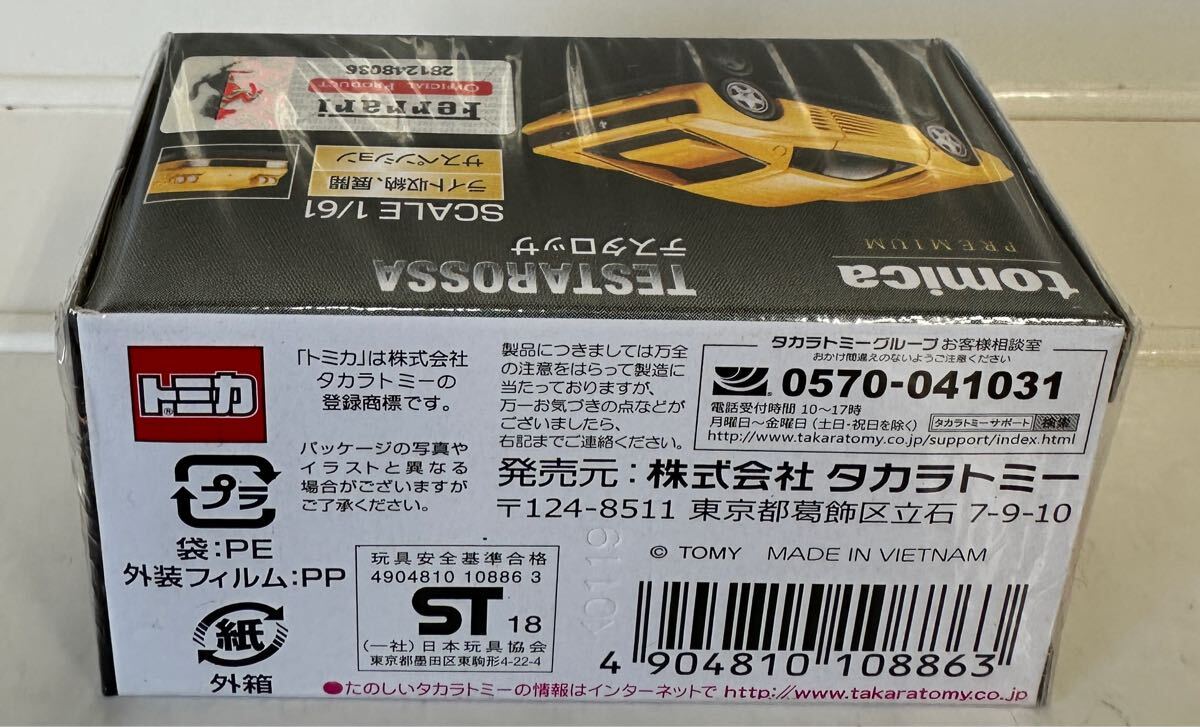 tomica
PREMIUM
TESTAROSSA
テスタロッサ
SCALE 1/61
ライト収納、展開
サスペンション
Ferrari
OFFICIAL PRODUCT
281248036
トミカ®
「トミカ」は株式会社
タカラトミーの
登録商標です。
パッケージの写真や
イラストと異なる
場合がございますが
ご了承ください。
プラ
袋:PE
外装フィルム:PP
紙
外箱
製品につきましては万全
の注意をはらって製造に
当たっておりますが、
万一お気づきの点などが
ございましたら、
右記までご連絡ください。
タカラトミーグループお客様相談室
おかけ間違えのないようご注意ください
0570-041031
電話受付時間 10〜17時
月曜日〜金曜日(土・日・祝日を除く) タカラトミーサポート 検索
http://www.takaratomy.co.jp/support/index.html
発売元:株式会社 タカラトミー
〒124-8511 東京都葛飾区立石 7-9-10
© TOMY MADE IN VIETNAM
玩具安全基準合格
4904810 10886 3
ST 18
(一社)日本玩具協会
東京都墨田区東駒形4-22-4
4 904810 108863
●たのしいタカラトミーの情報はインターネットで http://www.takaratomy.co.jp